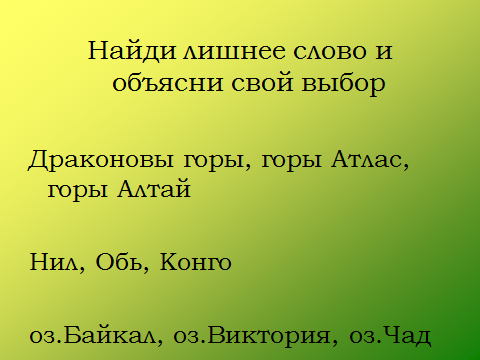 Найди лишнее слово и
объясни свой выбор
Драконовы горы, горы Атлас,
горы Алтай
Нил, Обь, Конго
оз.Байкал, оз.Виктория, оз.Чад